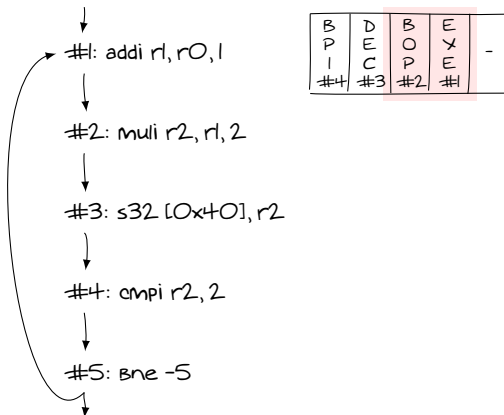 B D B E
P E O X -
I C P E
#4 #3 #2 #1
#1: addi r1, r0, 1
#2: muli r2, r1, 2
#3: s32 [0x40], r2
#4: cmpi r2, 2
#5: Bne -5